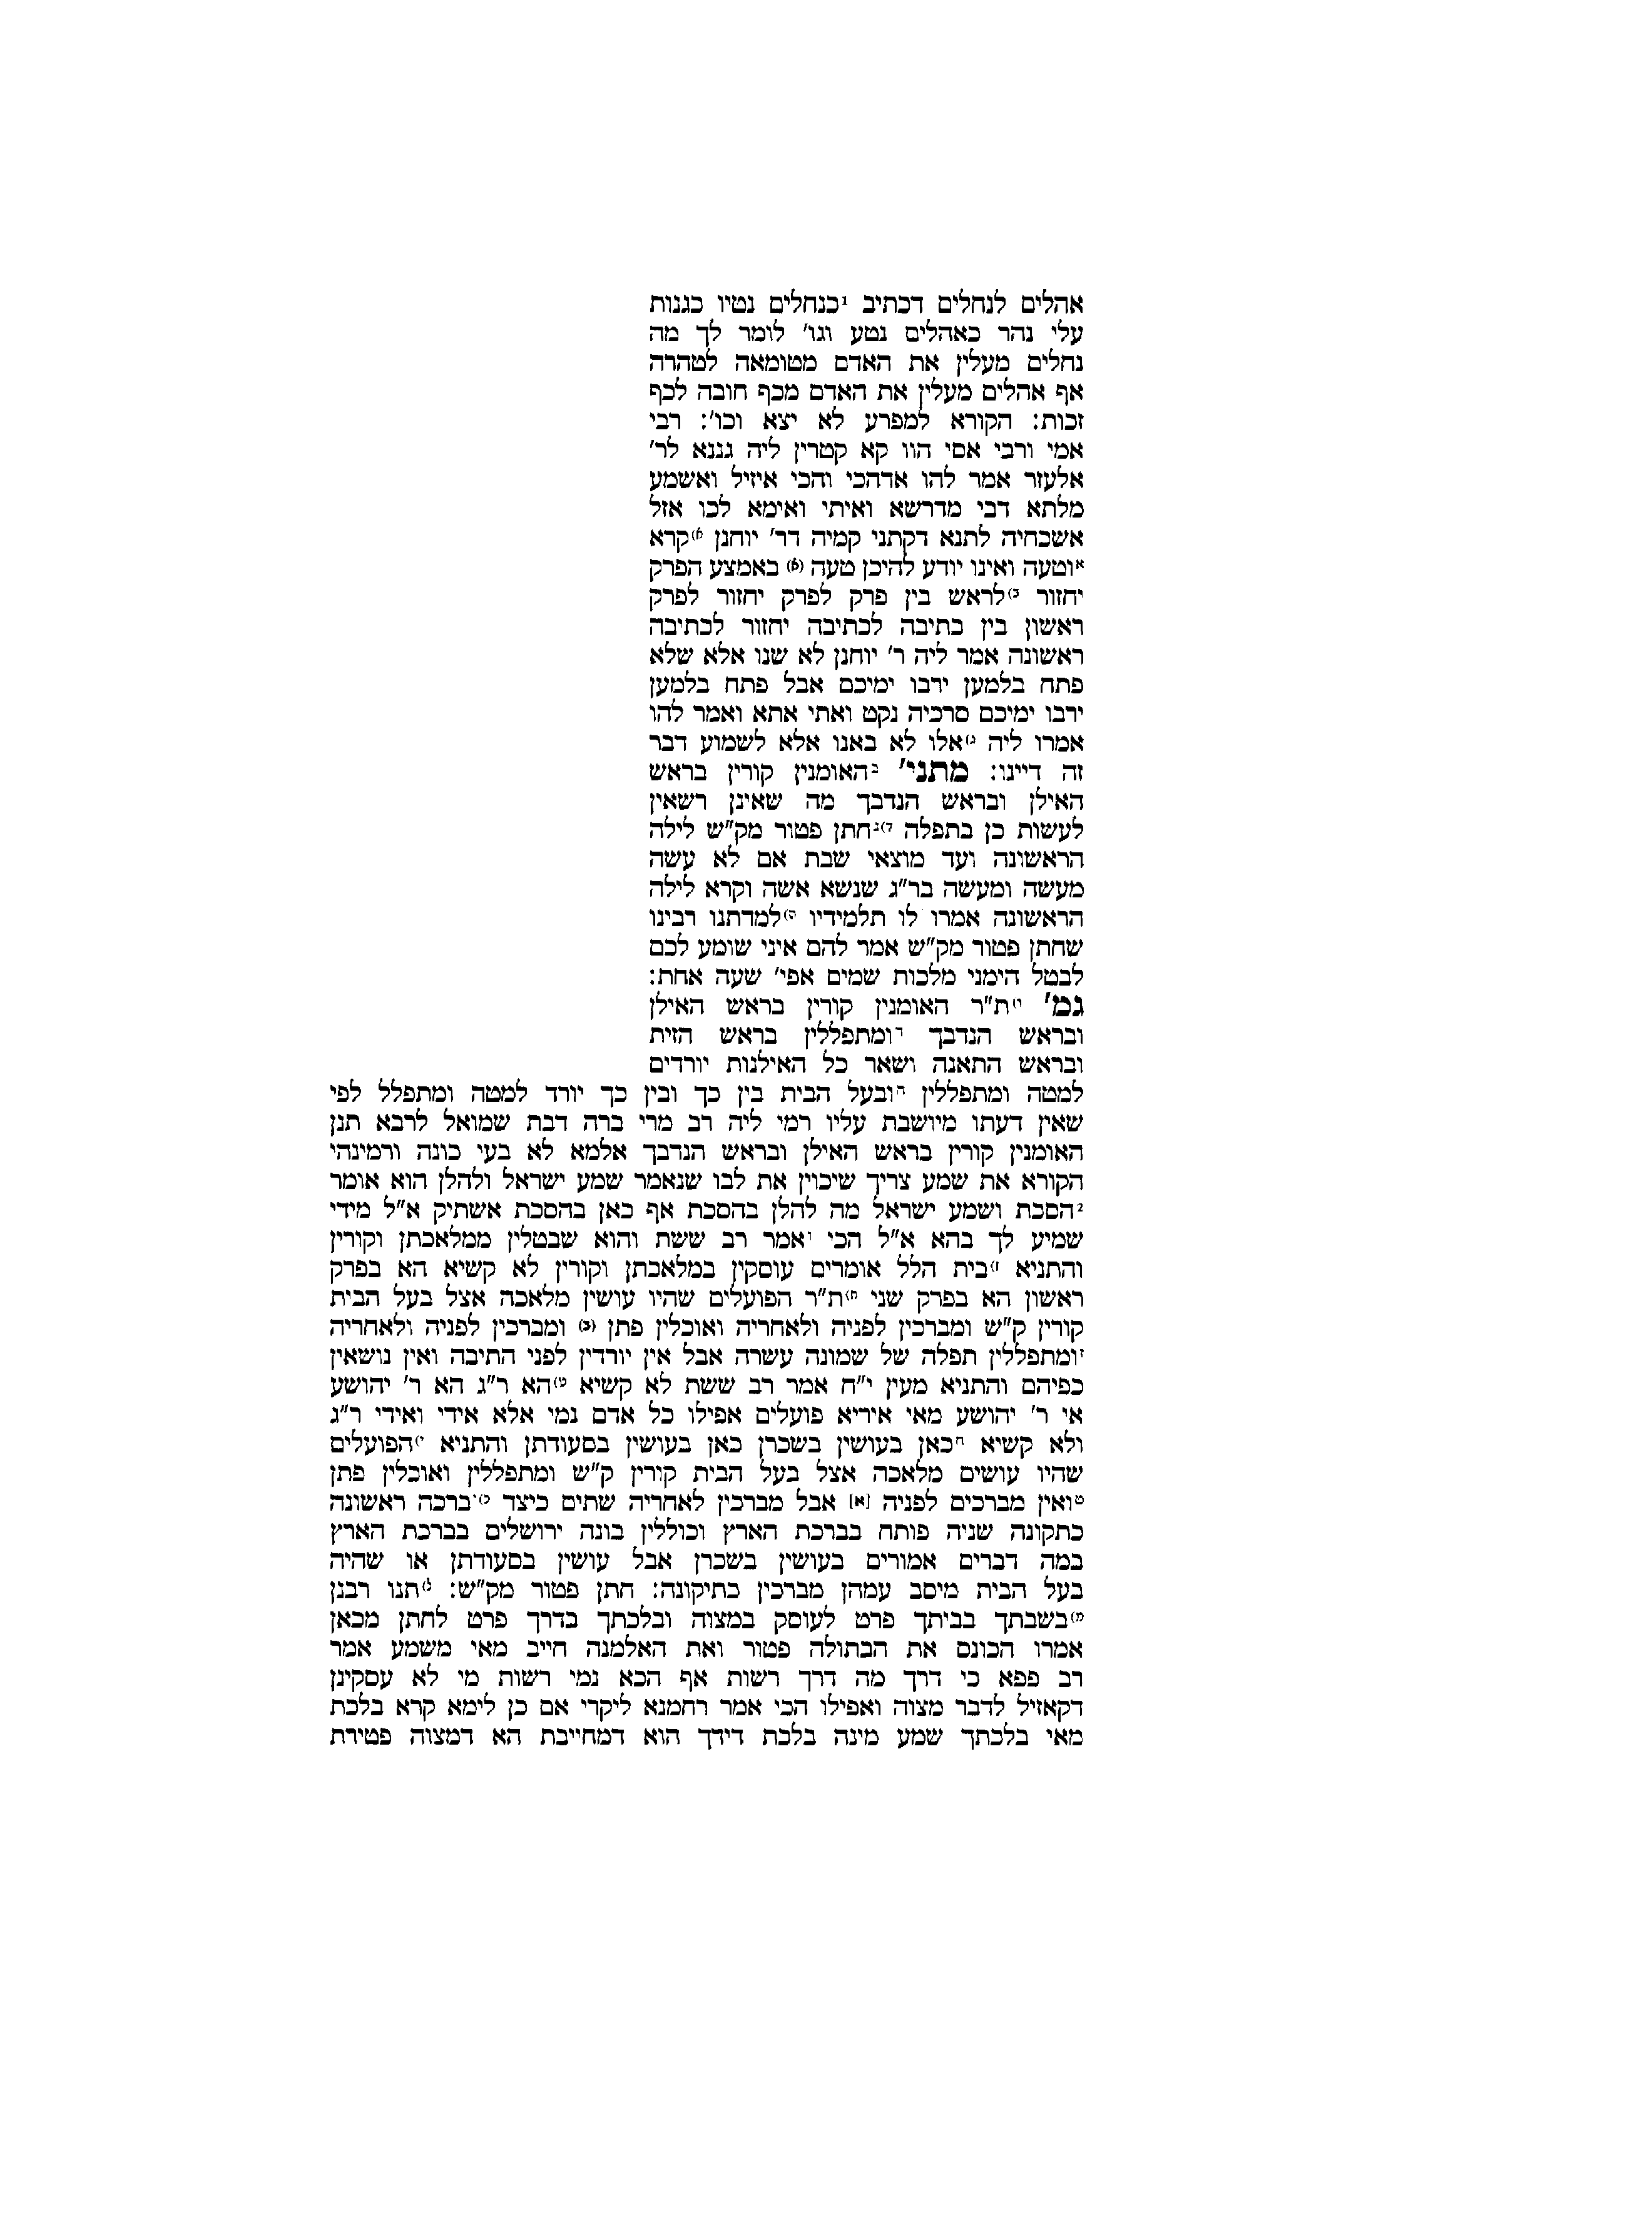 אהלים לנחלים דכתיב ¹כנחלים נטיו כגנות
עלי נהר כאהלים נטע וגו' לומר לך מה
נחלים מעלין את האדם מטומאה לטהרה
אף אהלים מעלין את האדם מכף חובה לכף
זכות: הקורא למפרע לא יצא וכו': רבי
אמי ורבי אסי הוו קא קטרין ליה גננא לר'
אלעזר אמר להו אדהכי והכי איזיל ואשמע
מלתא דבי מדרשא ואיתי ואימא לכו אזל
אשכחיה לתנא דקתני קמיה דר' יוחנן א)קרא
אוטעה ואינו יודע להיכן טעה (א) באמצע הפרק
יחזור ב)לראש בין פרק לפרק יחזור לפרק
ראשון בין כתיבה לכתיבה יחזור לכתיבה
ראשונה אמר ליה ר' יוחנן לא שנו אלא שלא
פתח בלמען ירבו ימיכם אבל פתח בלמען
ירבו ימיכם סרכיה נקט ואתי אתא ואמר להו
אמרו ליה ג)אלו לא באנו אלא לשמוע דבר
זה דיינו: מתני' בהאומנין קורין בראש
האילן ובראש הנדבך מה שאינן רשאין
לעשות כן בתפלה ד)גחתן פטור מק"ש לילה
הראשונה ועד מוצאי שבת אם לא עשה
מעשה ומעשה בר"ג שנשא אשה וקרא לילה
הראשונה אמרו לו תלמידיו ה)למדתנו רבינו
שחתן פטור מק"ש אמר להם איני שומע לכם
לבטל הימני מלכות שמים אפי' שעה אחת:
גמ' ו)ת"ר האומנין קורין בראש האילן
ובראש הנדבך דומתפללין בראש הזית
ובראש התאנה ושאר כל האילנות יורדים
למטה ומתפללין הובעל הבית בין כך ובין כך יורד למטה ומתפלל לפי
שאין דעתו מיושבת עליו רמי ליה רב מרי ברה דבת שמואל לרבא תנן
האומנין קורין בראש האילן ובראש הנדבך אלמא לא בעי כונה ורמינהי
הקורא את שמע צריך שיכוין את לבו שנאמר שמע ישראל ולהלן הוא אומר
²הסכת ושמע ישראל מה להלן בהסכת אף כאן בהסכת אשתיק א"ל מידי
שמיע לך בהא א"ל הכי ואמר רב ששת והוא שבטלין ממלאכתן וקורין
והתניא ז)בית הלל אומרים עוסקין במלאכתן וקורין לא קשיא הא בפרק
ראשון הא בפרק שני ח)ת"ר הפועלים שהיו עושין מלאכה אצל בעל הבית
קורין ק"ש ומברכין לפניה ולאחריה ואוכלין פתן (ב) ומברכין לפניה ולאחריה
זומתפללין תפלה של שמונה עשרה אבל אין יורדין לפני התיבה ואין נושאין
כפיהם והתניא מעין י"ח אמר רב ששת לא קשיא ט)הא ר"ג הא ר' יהושע
אי ר' יהושע מאי איריא פועלים אפילו כל אדם נמי אלא אידי ואידי ר"ג
ולא קשיא חכאן בעושין בשכרן כאן בעושין בסעודתן והתניא י)הפועלים
שהיו עושים מלאכה אצל בעל הבית קורין ק"ש ומתפללין ואוכלין פתן
טואין מברכים לפניה [א] אבל מברכין לאחריה שתים כיצד כ)יברכה ראשונה
כתקונה שניה פותח בברכת הארץ וכוללין בונה ירושלים בברכת הארץ
במה דברים אמורים בעושין בשכרן אבל עושין בסעודתן או שהיה
בעל הבית מיסב עמהן מברכין כתיקונה: חתן פטור מק"ש: ל)תנו רבנן
מ)בשבתך בביתך פרט לעוסק במצוה ובלכתך בדרך פרט לחתן מכאן
אמרו הכונס את הבתולה פטור ואת האלמנה חייב מאי משמע אמר
רב פפא כי דרך מה דרך רשות אף הכא נמי רשות מי לא עסקינן
דקאזיל לדבר מצוה ואפילו הכי אמר רחמנא ליקרי אם כן לימא קרא בלכת
מאי בלכתך שמע מינה בלכת דידך הוא דמחייבת הא דמצוה פטירת